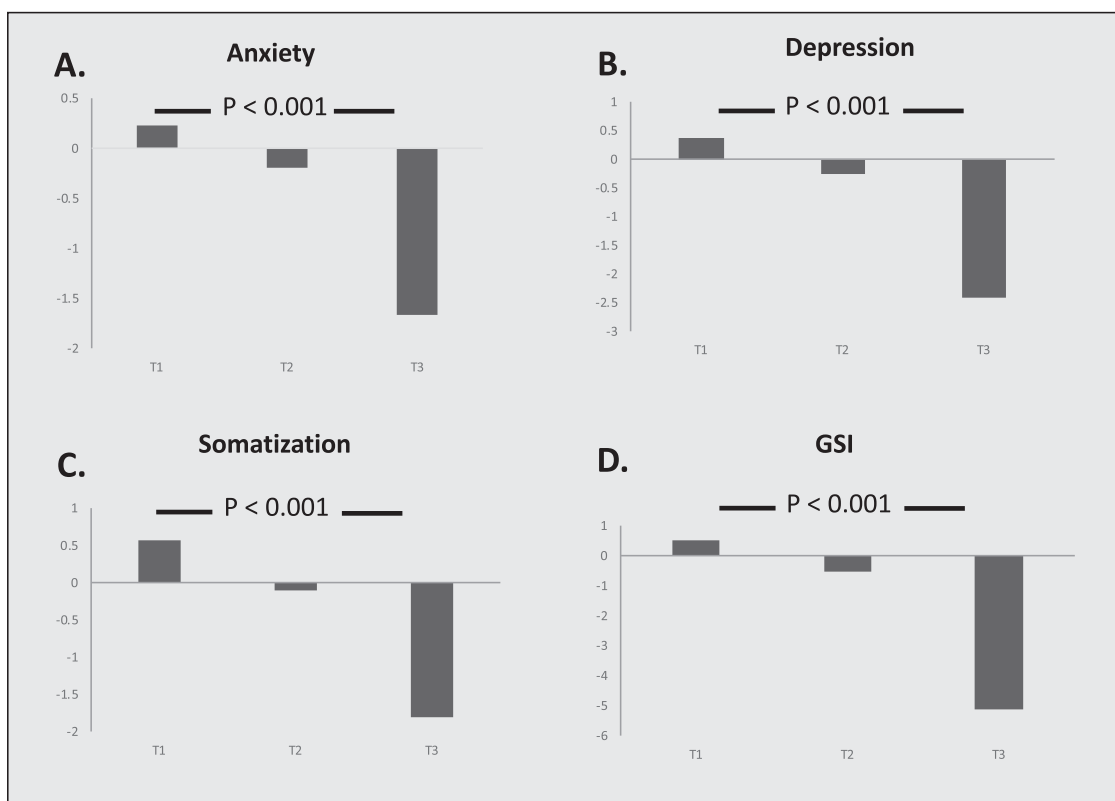 A.
Anxiety
P < 0.001
0.5
0
-0.5
-1
-1.5
-2
T1 T2 T3
B.
Depression
P < 0.001
1
0.5
0
-0.5
-1
-1.5
-2
-2.5
-3
T1 T2 T3
C.
Somatization
P < 0.001
1
0.5
0
-0.5
-1
-1.5
-2
T1 T2 T3
D.
GSI
P < 0.001
1
0
-1
-2
-3
-4
-5
-6
T1 T2 T3